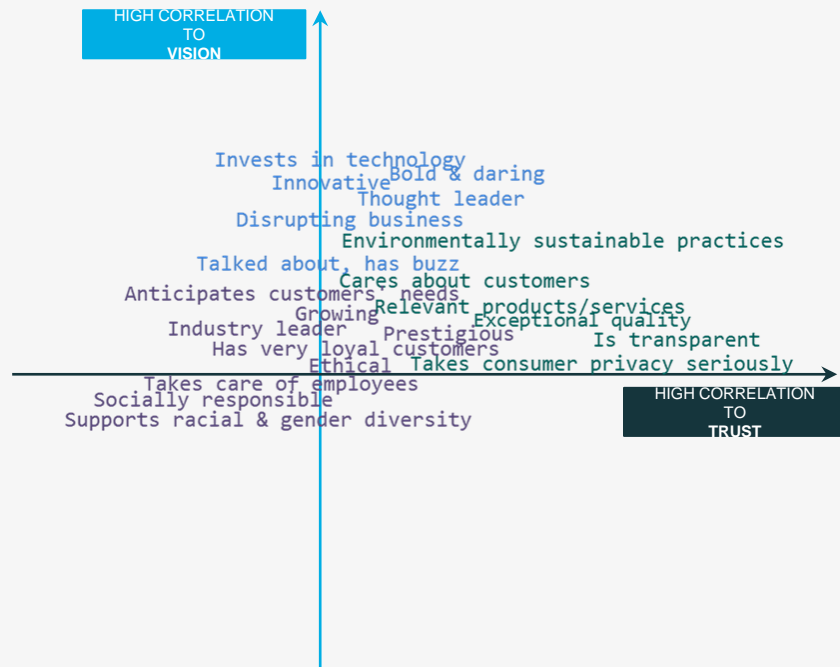 HIGH CORRELATION
TO
VISION
Invests in technology
Bold & daring
Innovative
Thought leader
Disrupting business
Environmentally sustainable practices
Talked about, has buzz
Cares about customers
Anticipates customers' needs
Relevant products/services
Growing
Exceptional quality
Industry leader
Prestigious
Is transparent
Has very loyal customers
Ethical
Takes consumer privacy seriously
Takes care of employees
HIGH CORRELATION
TO
TRUST
Socially responsible
Supports racial & gender diversity